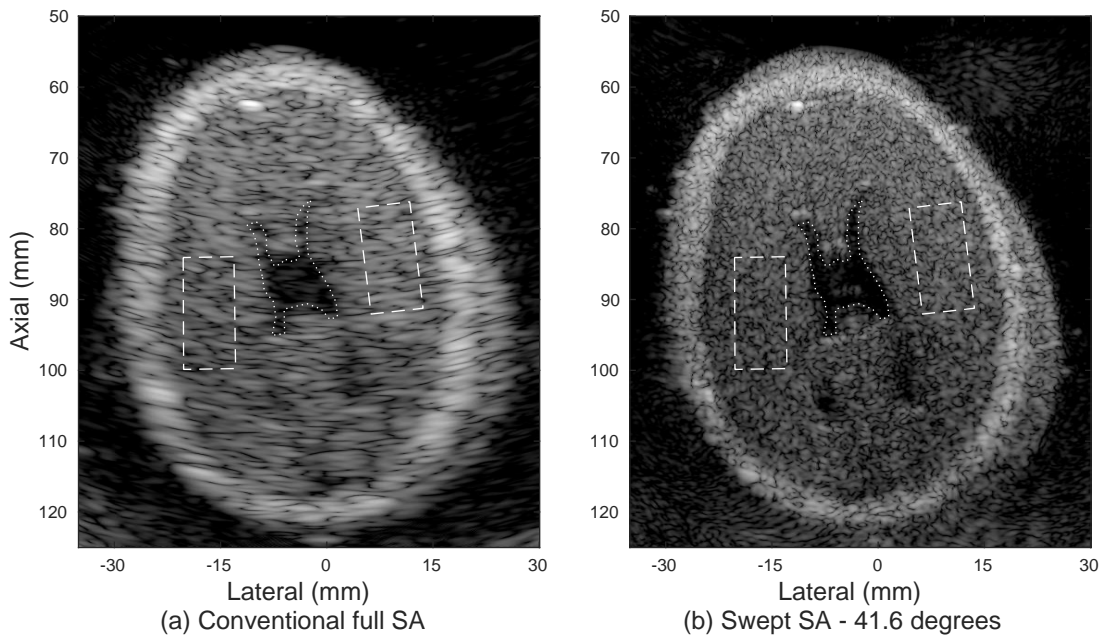 50
60
70
80
90
100
110
120
Axial (mm)
-30 -15 0 15 30
Lateral (mm)
(a) Conventional full SA
50
60
70
80
90
100
110
120
-30 -15 0 15 30
Lateral (mm)
(b) Swept SA - 41.6 degrees